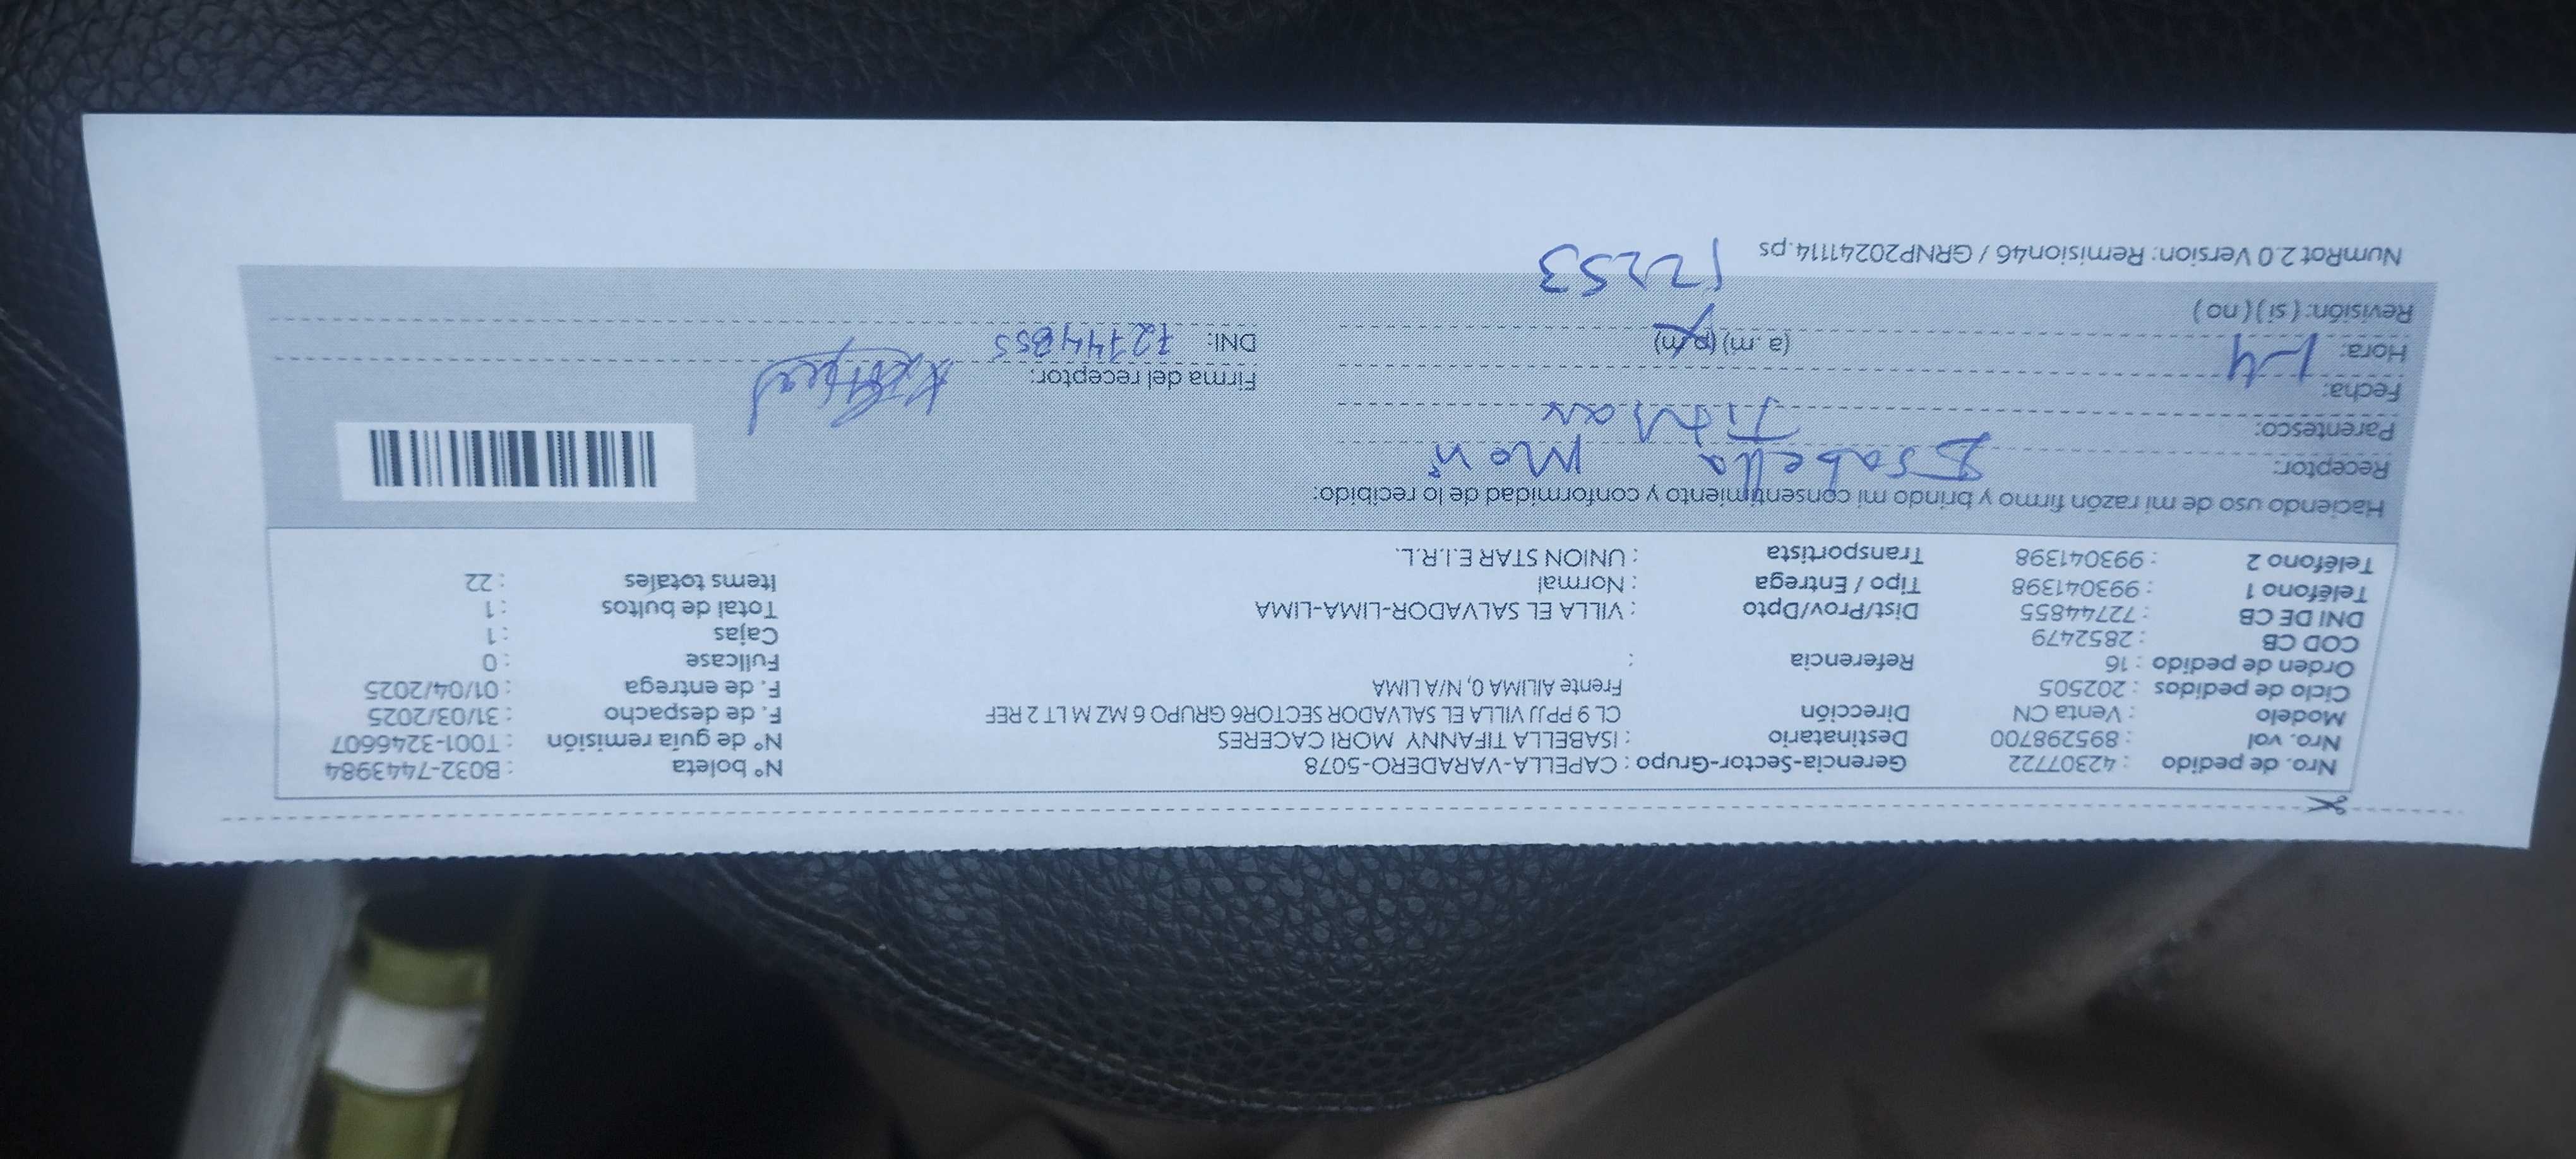 Nro. de pedido : 42307722 Gerencia-Sector-Grupo : CAPELLA-VARADERO-5078 N° boleta : B032-7443984
Nro. vol : 895298700 Destinatario : ISABELLA TIFANNY MORI CACERES N° de guía remisión : T001-3246607
Modelo : Venta CN Dirección CL 9 PPJJ VILLA EL SALVADOR SECTOR6 GRUPO 6 MZ M LT 2 REF F. de despacho : 31/03/2025
Ciclo de pedidos : 202505 Frente AILIMA 0, N/A LIMA F. de entrega : 01/04/2025
Orden de pedido : 16 Referencia : Fullcase : 0
COD CB : 2852479 Cajas : 1
DNI DE CB : 72744855 Dist/Prov/Dpto : VILLA EL SALVADOR-LIMA-LIMA Total de bultos : 1
Teléfono 1 : 993041398 Tipo / Entrega : Normal Items totales : 22
Teléfono 2 : 993041398 Transportista : UNION STAR E.I.R.L.
Haciendo uso de mi razón firmo y brindo mi consentimiento y conformidad de lo recibido:
Receptor: Isabella Mori
Parentesco: Titular
Fecha: 1-4 Firma del receptor:
Hora: (a. m) (p.m) DNI: 72744855
Revisión: ( si ) ( no )
12253
NumRot 2.0 Version: Remision46 / GRNP20241114.ps